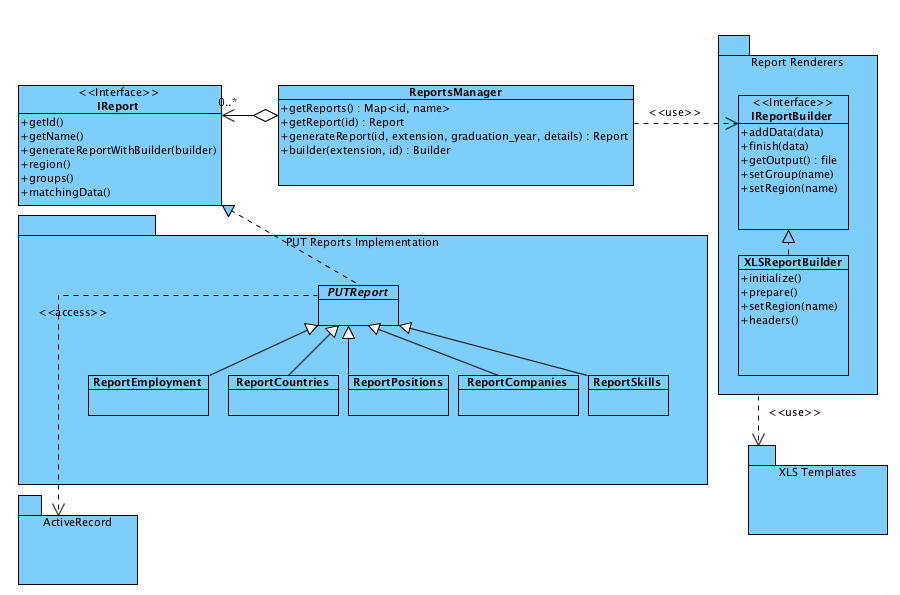 Report Renderers
<<Interface>>
IReport
+getId()
+getName()
+generateReportWithBuilder(builder)
+region()
+groups()
+matchingData()
0..*
ReportsManager
+getReports() : Map<id, name>
+getReport(id) : Report
+generateReport(id, extension, graduation_year, details) : Report
+builder(extension, id) : Builder
<<use>>
<<Interface>>
IReportBuilder
+addData(data)
+finish(data)
+getOutput() : file
+setGroup(name)
+setRegion(name)
XLSReportBuilder
+initialize()
+prepare()
+setRegion(name)
+headers()
PUT Reports Implementation
PUTReport
<<access>>
ReportEmployment
ReportCountries
ReportPositions
ReportCompanies
ReportSkills
<<use>>
XLS Templates
ActiveRecord